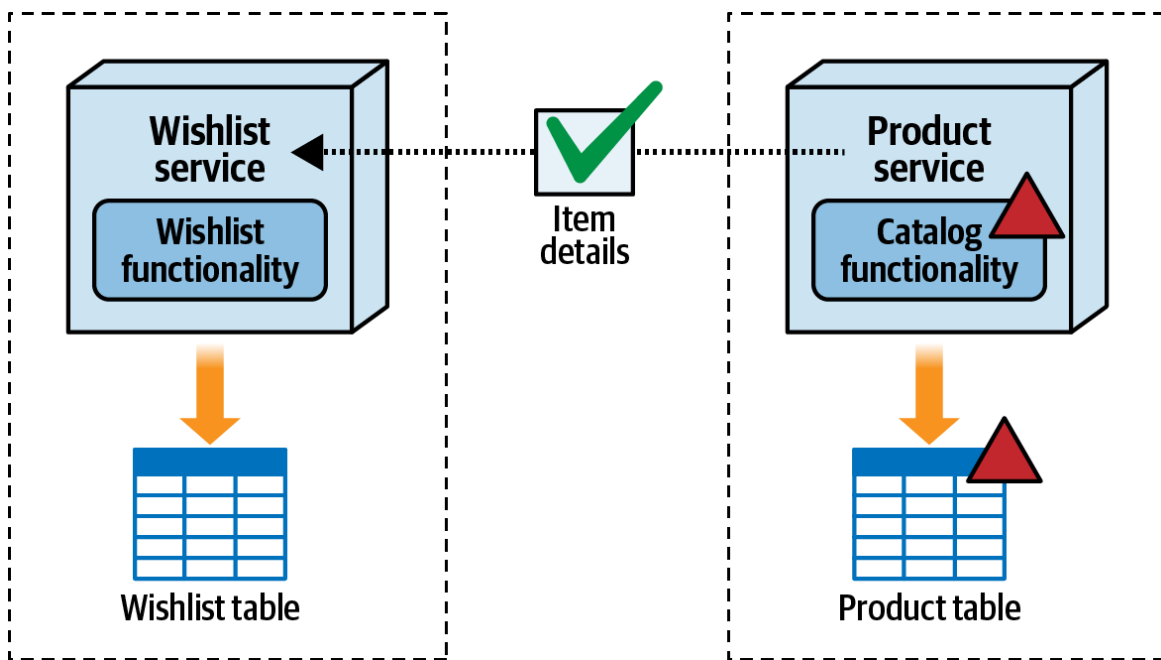 Wishlist
service
Wishlist
functionality
Wishlist table
Item
details
Product
service
Catalog
functionality
Product table